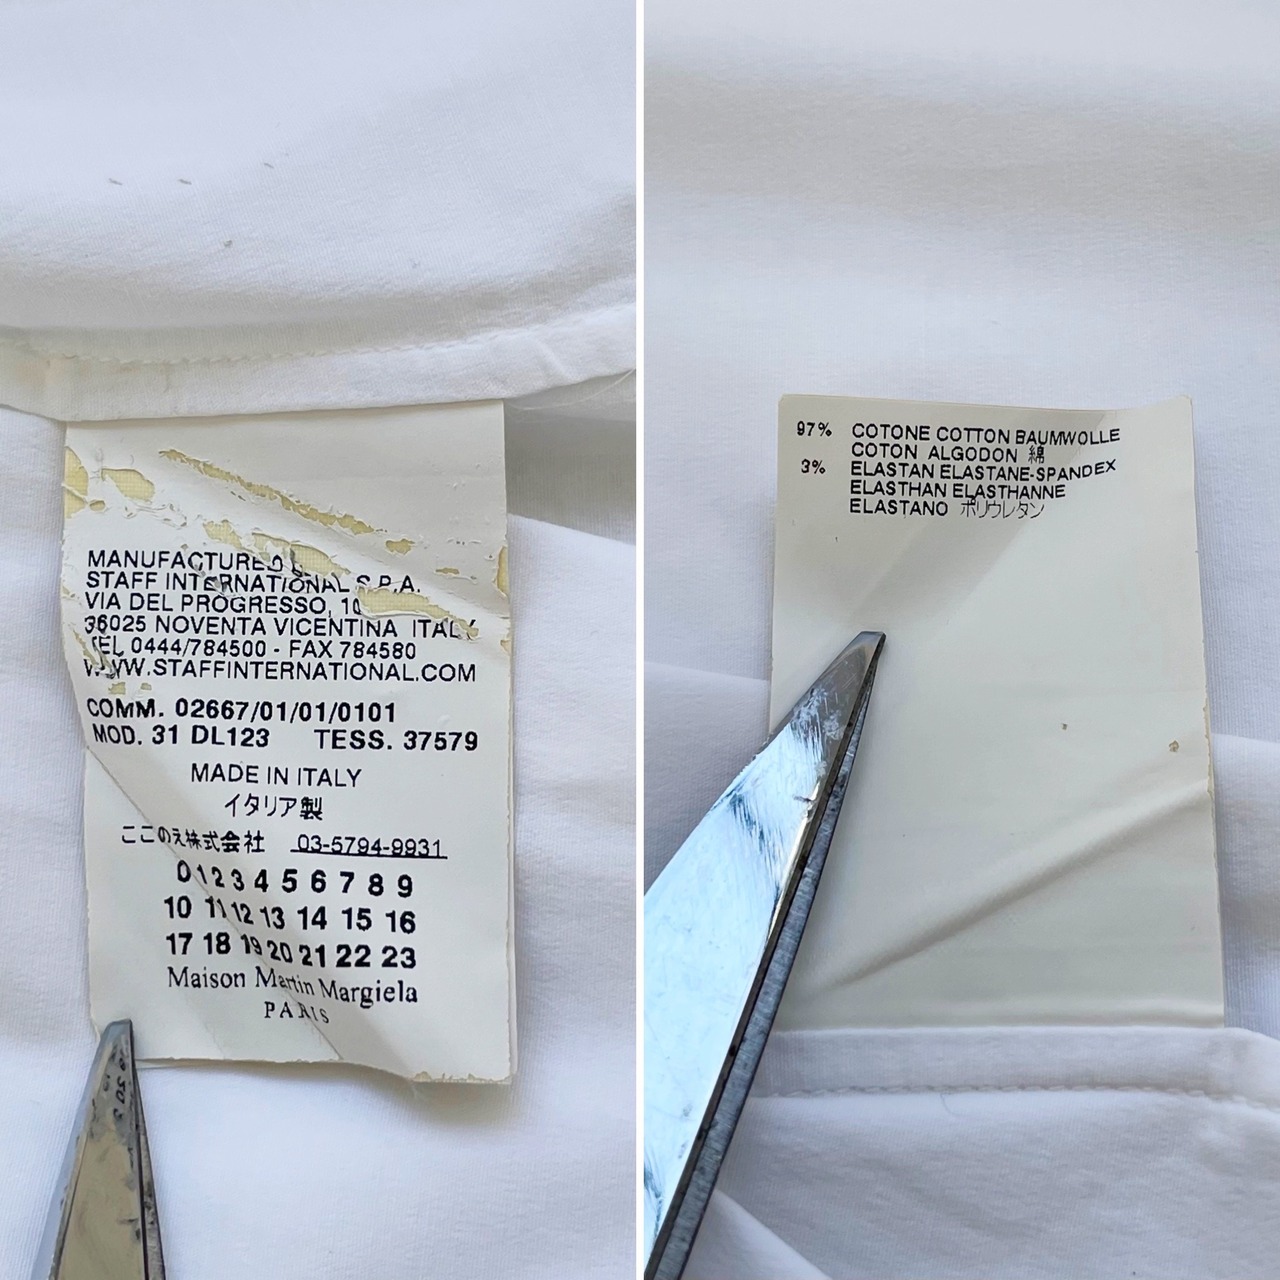 MANUFACTURED
STAFF INTERNATIONAL S.P.A.
VIA DEL PROGRESSO, 10
36025 NOVENTA VICENTINA ITALY
TEL 0444/784500 - FAX 784580
WWW.STAFFINTERNATIONAL.COM
COMM. 02667/01/01/0101
MOD. 31 DL123 TESS. 37579
MADE IN ITALY
イタリア製
ここのえ株式会社 03-5794-9931
0 1 2 3 4 5 6 7 8 9
10 11 12 13 14 15 16
17 18 19 20 21 22 23
Maison Martin Margiela
PARIS
97% COTONE COTTON BAUMWOLLE
COTON ALGODON 綿
3% ELASTAN ELASTANE-SPANDEX
ELASTHAN ELASTHANNE
ELASTANO ポリウレタン